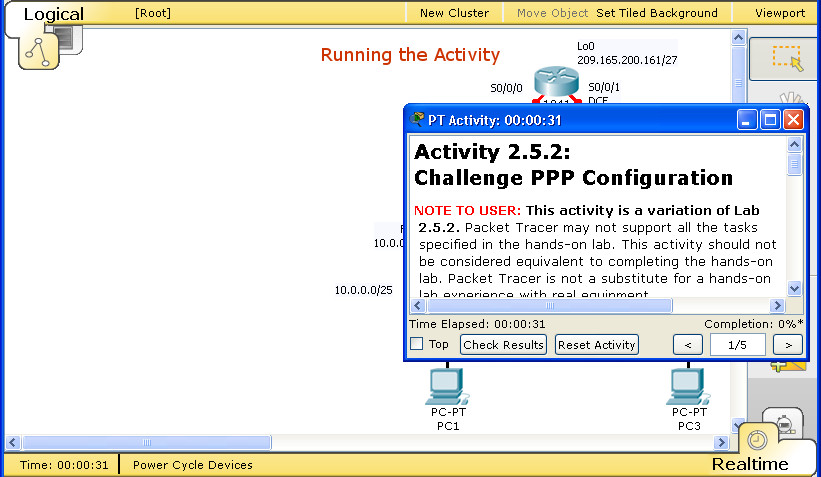 Logical [Root] New Cluster Move Object Set Tiled Background Viewport
Running the Activity
Lo0
209.165.200.161/27
S0/0/0 S0/0/1
1841 DCE
PT Activity: 00:00:31
Activity 2.5.2:
Challenge PPP Configuration
NOTE TO USER: This activity is a variation of Lab
2.5.2. Packet Tracer may not support all the tasks
specified in the hands-on lab. This activity should not
be considered equivalent to completing the hands-on
lab. Packet Tracer is not a substitute for a hands-on
lab experience with real equipment.
10.0.
10.0.0.0/25
Time Elapsed: 00:00:31 Completion: 0%*
Top Check Results Reset Activity < 1/5 >
PC-PT
PC1
PC-PT
PC3
Time: 00:00:31 Power Cycle Devices Realtime